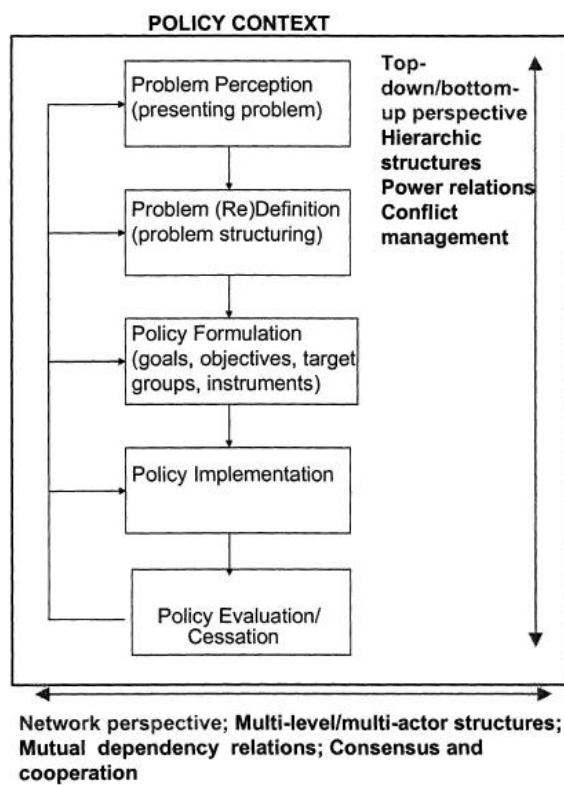 POLICY CONTEXT
Problem Perception
(presenting problem)
Top-
down/bottom-
up perspective
Hierarchic
structures
Power relations
Conflict
management
Problem (Re)Definition
(problem structuring)
Policy Formulation
(goals, objectives, target
groups, instruments)
Policy Implementation
Policy Evaluation/
Cessation
Network perspective; Multi-level/multi-actor structures;
Mutual dependency relations; Consensus and
cooperation